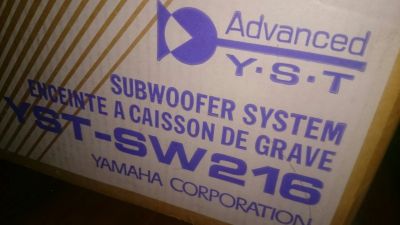 Advanced
Y·S·T
SUBWOOFER SYSTEM
ENCEINTE A CAISSON DE GRAVE
YST-SW216
YAMAHA CORPORATION